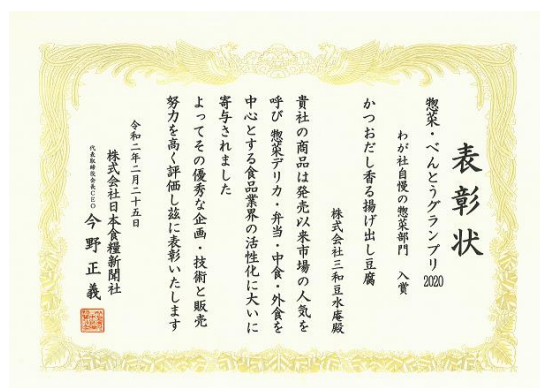 表彰状
惣菜・べんとうグランプリ2020
わが社自慢の惣菜部門 入賞
かつおだし香る揚げ出し豆腐
株式会社三和豆水庵殿
貴社の商品は発売以来市場の人気を
呼び 惣菜デリカ・弁当・中食・外食を
中心とする食品業界の活性化に大いに
寄与されました
よってその優秀な企画・技術と販売
努力を高く評価し茲に表彰いたします
令和二年二月二十五日
株式会社日本食糧新聞社
代表取締役会長CEO 今野正義